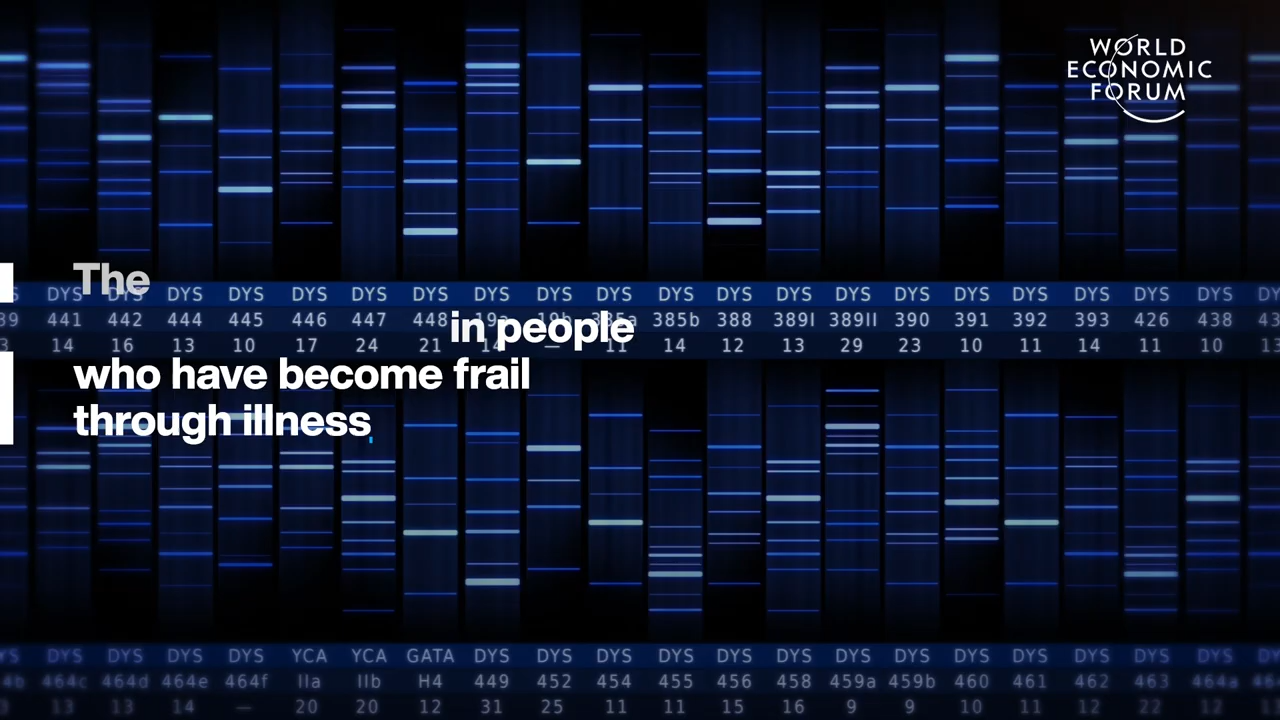 WORLD
ECONOMIC
FORUM
The
in people
who have become frail
through illness
DYS DYS DYS DYS DYS DYS DYS DYS DYS DYS DYS DYS DYS DYS DYS DYS DYS DYS DYS DYS
441 442 444 445 446 447 448 385b 388 389I 389II 390 391 392 393 426 438
14 16 13 10 17 24 21 14 — 11 14 12 13 29 23 10 11 14 11 10
DYS DYS DYS DYS YCA YCA GATA DYS DYS DYS DYS DYS DYS DYS DYS DYS DYS DYS DYS DYS
464c 464d 464e 464f IIa IIb H4 449 452 454 455 456 458 459a 459b 460 461 462 463 464a
13 13 14 — 20 20 12 31 25 11 11 15 16 9 9 10 11 12 22 12